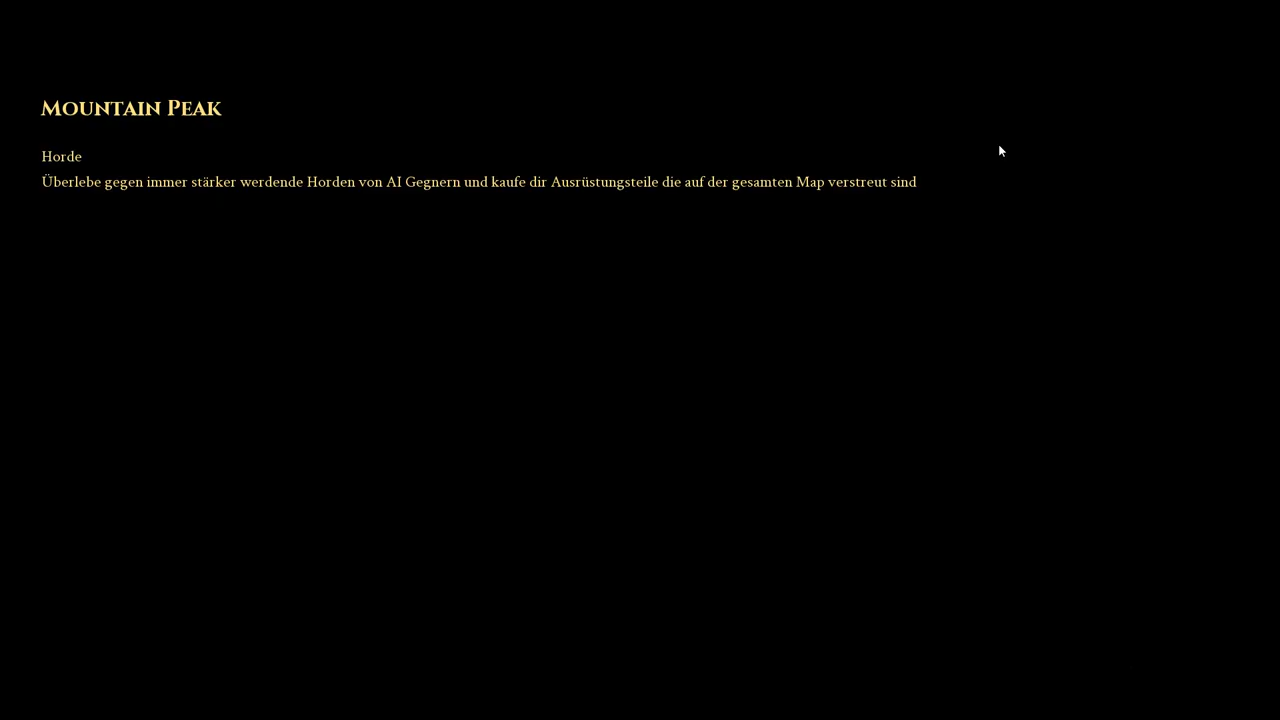 Mountain Peak
Horde
Überlebe gegen immer stärker werdende Horden von AI Gegnern und kaufe dir Ausrüstungsteile die auf der gesamten Map verstreut sind